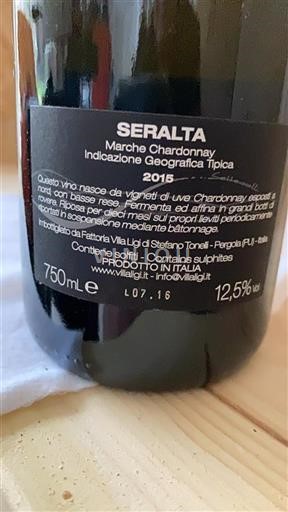 SERALTA
Marche Chardonnay
Indicazione Geografica Tipica
2015
Questo vino nasce da vigneti di uve Chardonnay esposti a
nord, con basse rese. Fermenta ed affina in grandi botti di
rovere. Riposa per dieci mesi sui propri lieviti periodicamente
riportati in sospensione mediante bâtonnage.
Imbottigliato da Fattoria Villa Ligi di Stefano Tonelli - Pergola (PU) - Italia
Contiene solfiti - Contains sulphites
PRODOTTO IN ITALIA
www.villaligi.it - info@villaligi.it
750mL e
L07.16
12,5% Vol